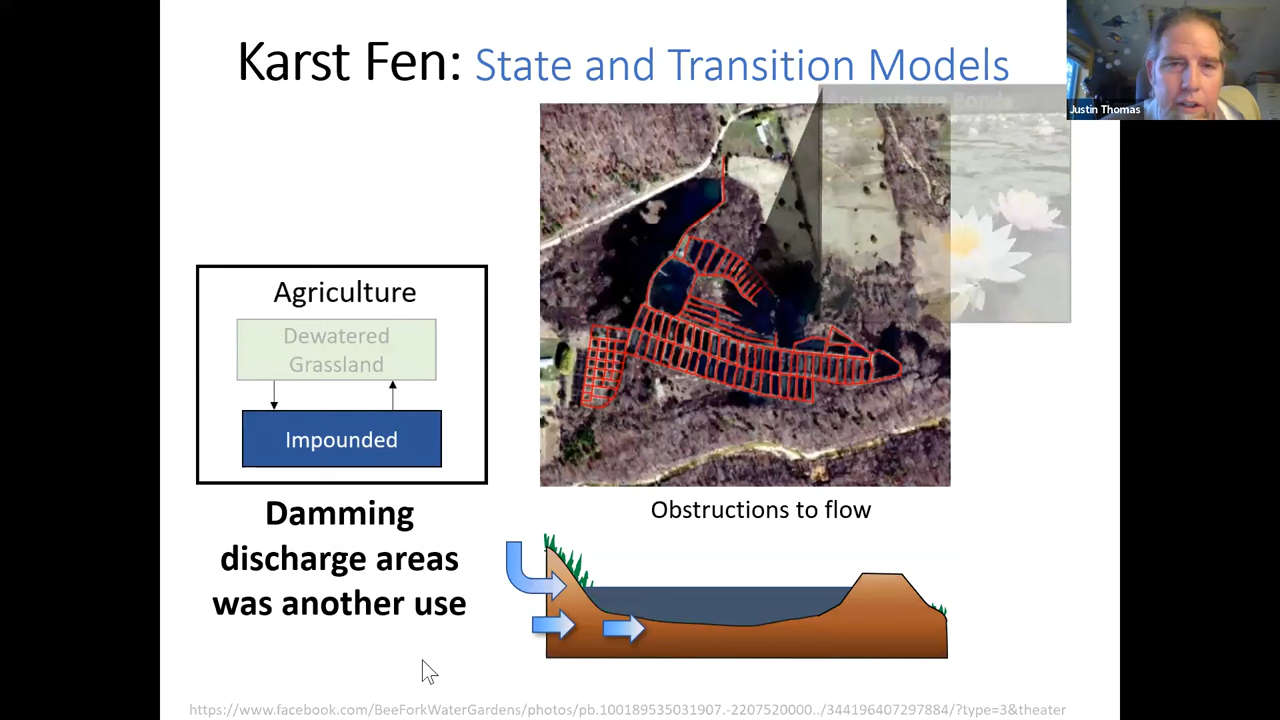 Karst Fen: State and Transition Models
Justin Thomas
Agriculture
Dewatered
Grassland
Impounded
Damming
discharge areas
was another use
Obstructions to flow
https://www.facebook.com/BeeForkWaterGardens/photos/pb.100189535031907.-2207520000../344196407297884/?type=3&theater